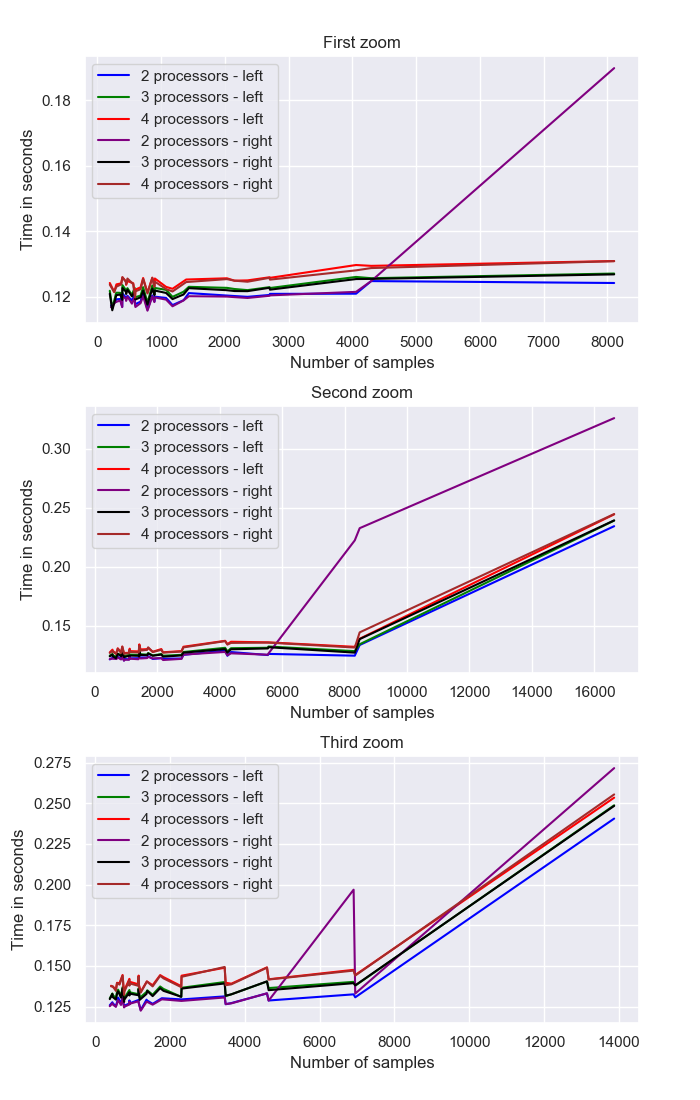 First zoom
Time in seconds
0.18
0.16
0.14
0.12
2 processors - left
3 processors - left
4 processors - left
2 processors - right
3 processors - right
4 processors - right
0 1000 2000 3000 4000 5000 6000 7000 8000
Number of samples
Second zoom
Time in seconds
0.30
0.25
0.20
0.15
2 processors - left
3 processors - left
4 processors - left
2 processors - right
3 processors - right
4 processors - right
0 2000 4000 6000 8000 10000 12000 14000 16000
Number of samples
Third zoom
Time in seconds
0.275
0.250
0.225
0.200
0.175
0.150
0.125
2 processors - left
3 processors - left
4 processors - left
2 processors - right
3 processors - right
4 processors - right
0 2000 4000 6000 8000 10000 12000 14000
Number of samples